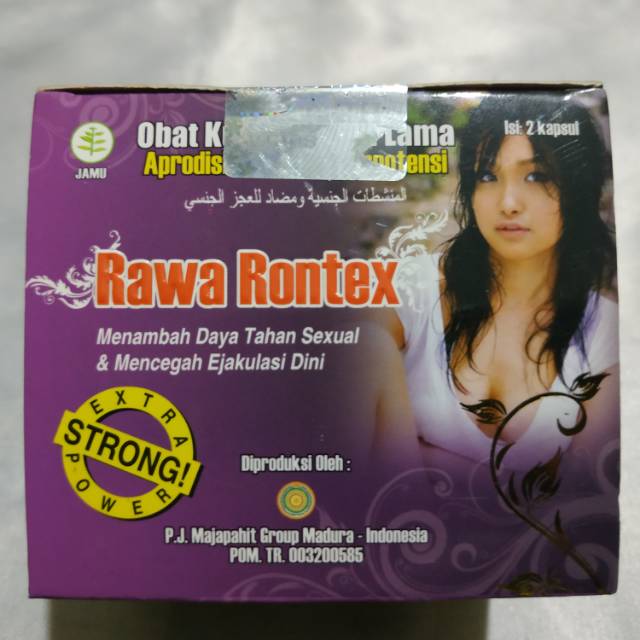 JAMU
Obat K Lama
Aprodis potensi
Isi: 2 kapsul
المنشطات الجنسية ومضاد للعجز الجنسي
Rawa Rontex
Menambah Daya Tahan Sexual
& Mencegah Ejakulasi Dini
EXTRA
STRONG!
POWER
Diproduksi Oleh :
P.J. Majapahit Group Madura - Indonesia
POM. TR. 003200585